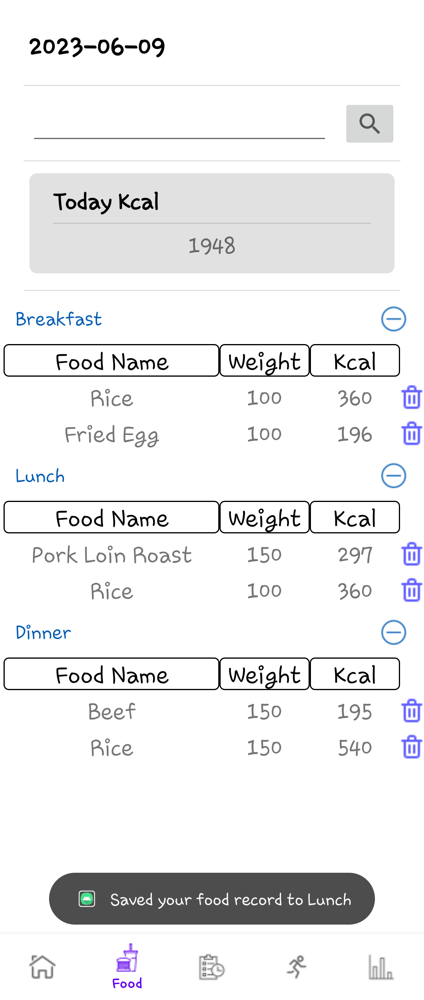 2023-06-09
Today Kcal
1948
Breakfast
Food Name Weight Kcal
Rice 100 360
Fried Egg 100 196
Lunch
Food Name Weight Kcal
Pork Loin Roast 150 297
Rice 100 360
Dinner
Food Name Weight Kcal
Beef 150 195
Rice 150 540
Saved your food record to Lunch
Food